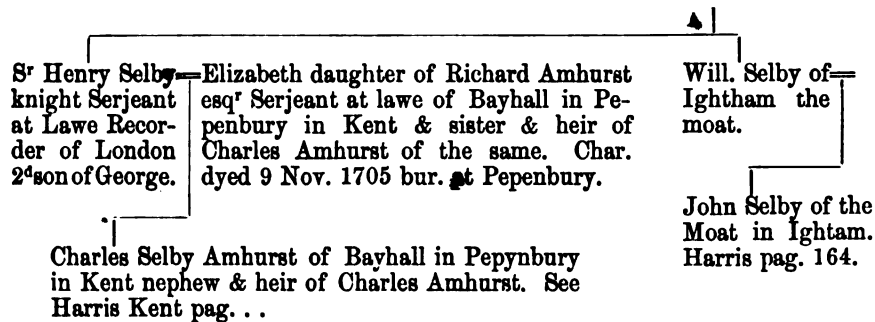 A
Sʳ Henry Selby=
knight Serjeant
at Lawe Recor-
der of London
2ᵈ son of George.
Elizabeth daughter of Richard Amhurst
esqʳ Serjeant at lawe of Bayhall in Pe-
penbury in Kent & sister & heir of
Charles Amhurst of the same. Char.
dyed 9 Nov. 1705 bur. at Pepenbury.
Will. Selby of=
Ightham the
moat.
Charles Selby Amhurst of Bayhall in Pepynbury
in Kent nephew & heir of Charles Amhurst. See
Harris Kent pag. . .
John Selby of the
Moat in Ightam.
Harris pag. 164.